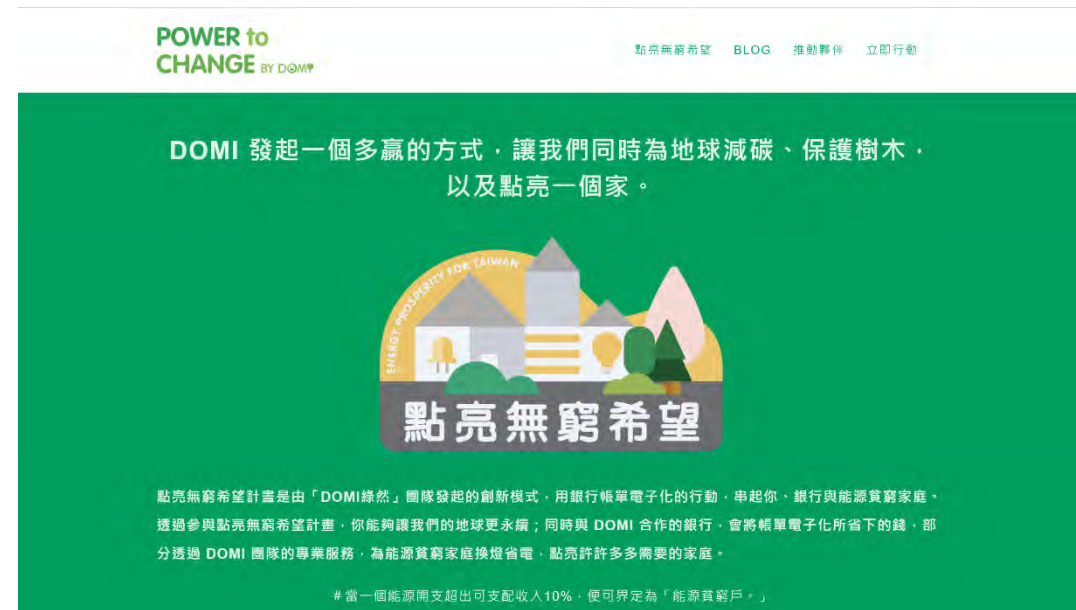 POWER to
CHANGE BY DOMI
點亮無窮希望 BLOG 推動夥伴 立即行動
DOMI 發起一個多贏的方式，讓我們同時為地球減碳、保護樹木，
以及點亮一個家。
ENERGY PROSPERITY FOR TAIWAN
點亮無窮希望
點亮無窮希望計畫是由「DOMI綠然」團隊發起的創新模式，用銀行帳單電子化的行動，串起你、銀行與能源貧窮家庭。
透過參與點亮無窮希望計畫，你能夠讓我們的地球更永續；同時與 DOMI 合作的銀行，會將帳單電子化所省下的錢，部
分透過 DOMI 團隊的專業服務，為能源貧窮家庭換燈省電，點亮許許多多需要的家庭。
#當一個能源開支超出可支配收入10%，便可界定為「能源貧窮戶。」